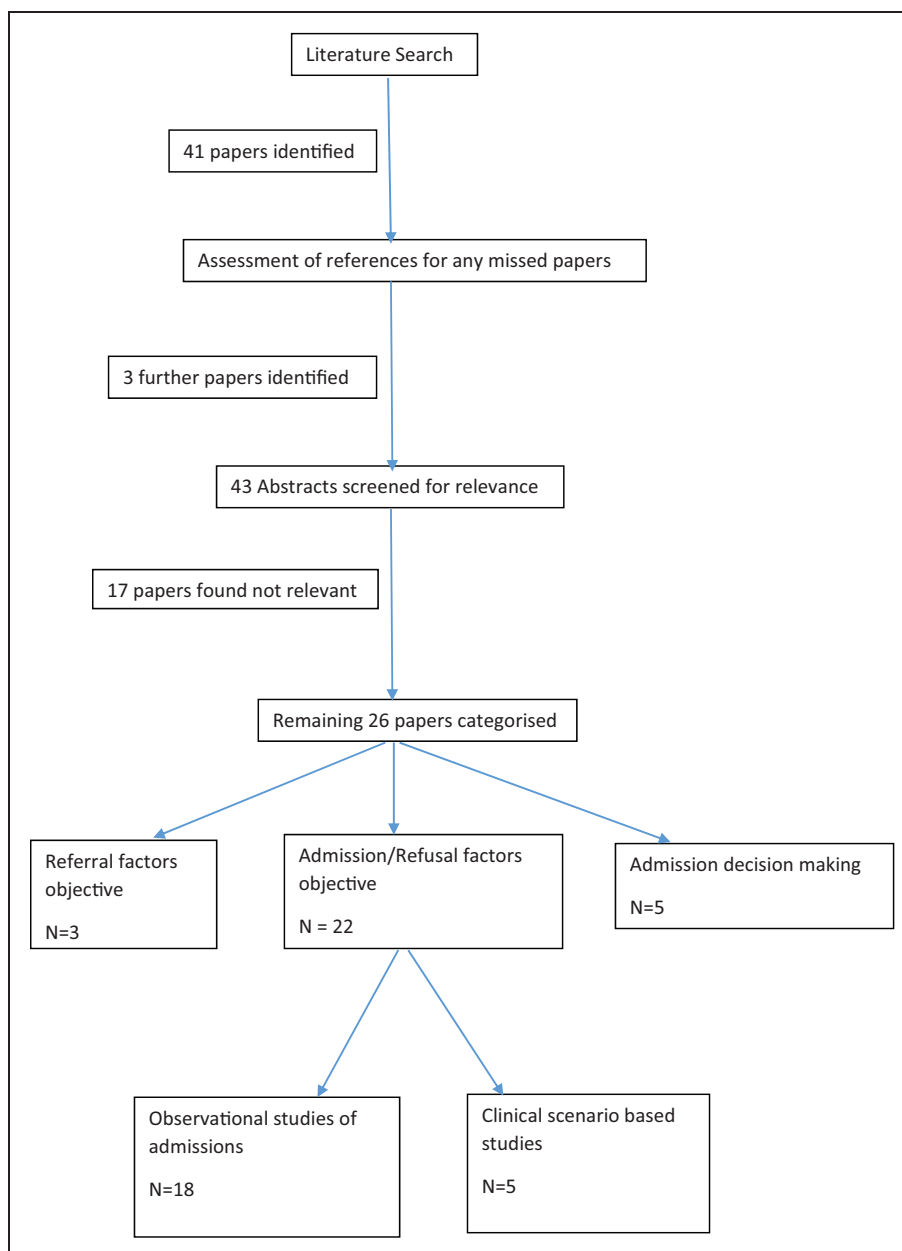 Literature Search
41 papers identified
Assessment of references for any missed papers
3 further papers identified
43 Abstracts screened for relevance
17 papers found not relevant
Remaining 26 papers categorised
Referral factors
objective
N=3
Admission/Refusal factors
objective
N = 22
Admission decision making
N=5
Observational studies of
admissions
N=18
Clinical scenario based
studies
N=5